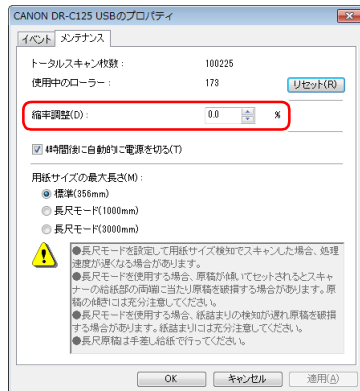 CANON DR-C125 USBのプロパティ
イベント メンテナンス
トータルスキャン枚数： 100225
使用中のローラー： 173 リセット(R)
縮率調整(D)： 0.0 %
4時間後に自動的に電源を切る(T)
用紙サイズの最大長さ(M)：
標準(356mm)
長尺モード(1000mm)
長尺モード(3000mm)
●長尺モードを設定して用紙サイズ検知でスキャンした場合、処理
速度が遅くなる場合があります。
●長尺モードを使用する場合、原稿が傾いてセットされるとスキャ
ナーの給紙部の両端に当たり原稿を破損する場合があります。原
稿の傾きには充分注意してください。
●長尺モードを使用する場合、紙詰まりの検知が遅れ原稿を破損
する場合があります。紙詰まりには充分注意してください。
●長尺原稿は手差し給紙で行ってください。
OK キャンセル 適用(A)